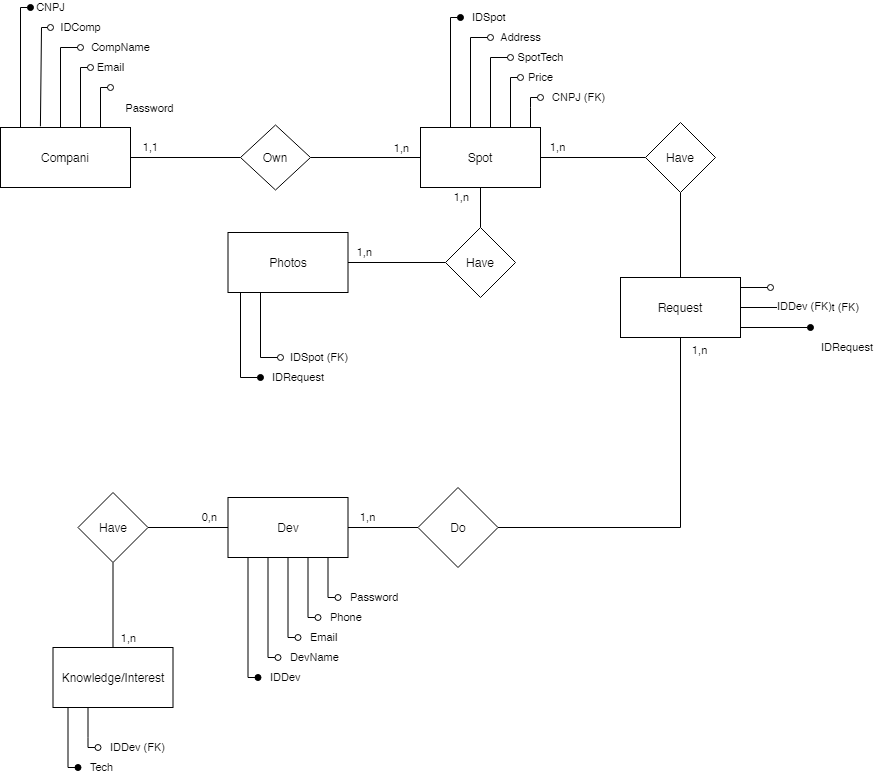 CNPJ
IDComp
CompName
Email
Password
Compani
1,1
Own
1,n
IDSpot
Address
SpotTech
Price
CNPJ (FK)
Spot
1,n
Have
1,n
Photos
1,n
Have
IDSpot (FK)
IDRequest
Request
IDDev (FK)t (FK)
IDRequest
1,n
Have
0,n
Dev
1,n
Do
Password
Phone
Email
DevName
IDDev
1,n
Knowledge/Interest
IDDev (FK)
Tech